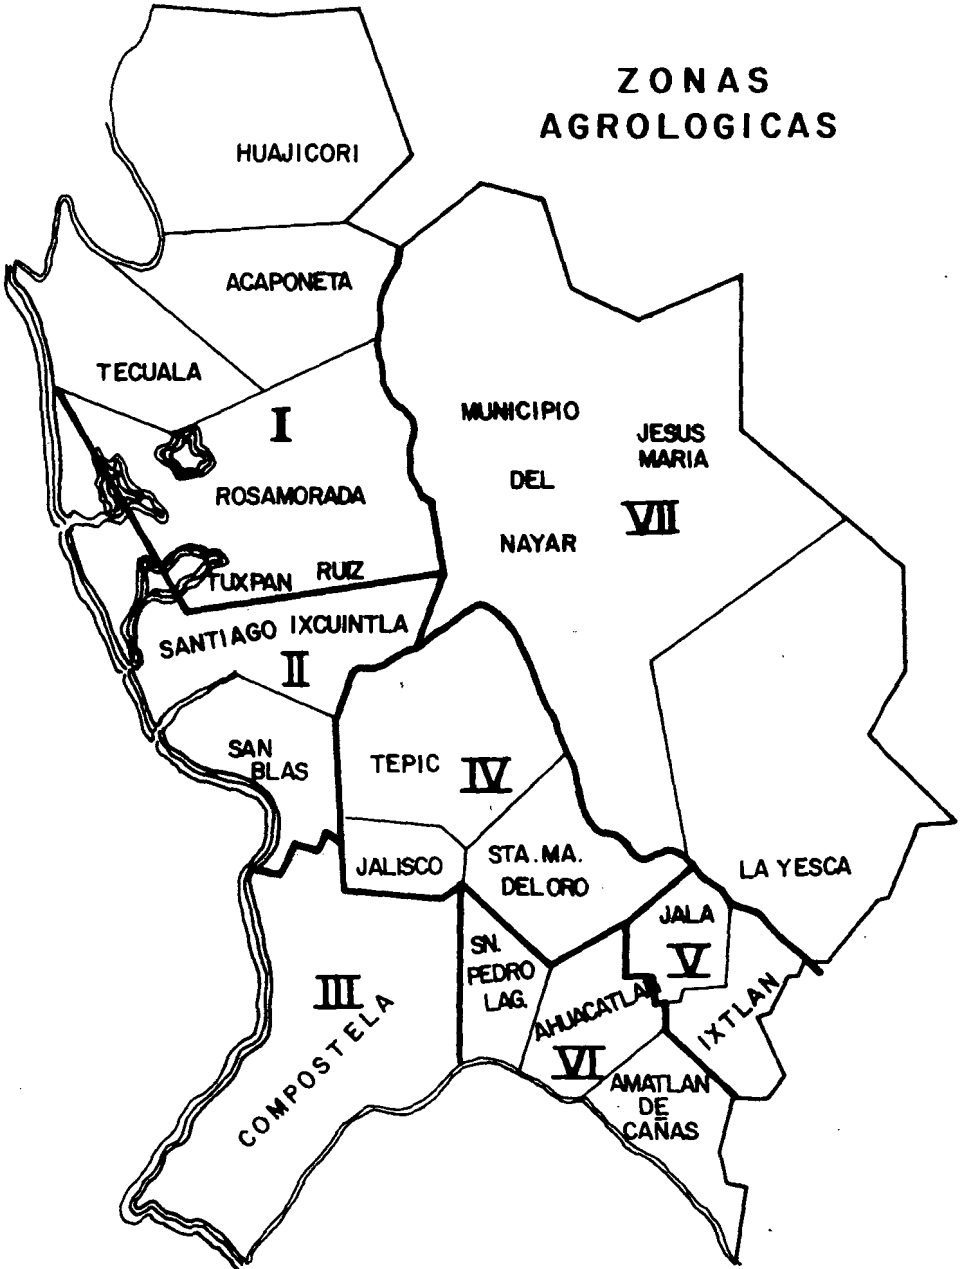 ZONAS
AGROLOGICAS
HUAJICORI
ACAPONETA
TECUALA
I
MUNICIPIO
DEL
NAYAR
JESUS
MARIA
VII
ROSAMORADA
TUXPAN
RUIZ
SANTIAGO IXCUINTLA
II
SAN
BLAS
TEPIC
IV
JALISCO
STA. MA.
DEL ORO
LA YESCA
JALA
V
SN.
PEDRO
LAG.
III
COMPOSTELA
AHUACATLAN
VI
IXTLAN
AMATLAN
DE
CAÑAS